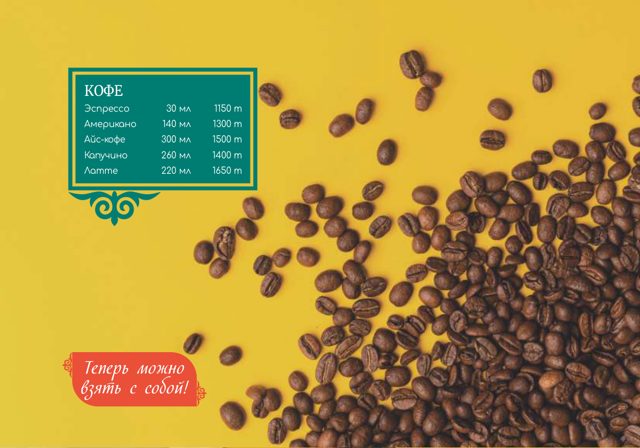 КОФЕ
Эспрессо 30 мл 1150 т
Американо 140 мл 1300 т
Айс-кофе 300 мл 1500 т
Капучино 260 мл 1400 т
Латте 220 мл 1650 т
Теперь можно
взять с собой!